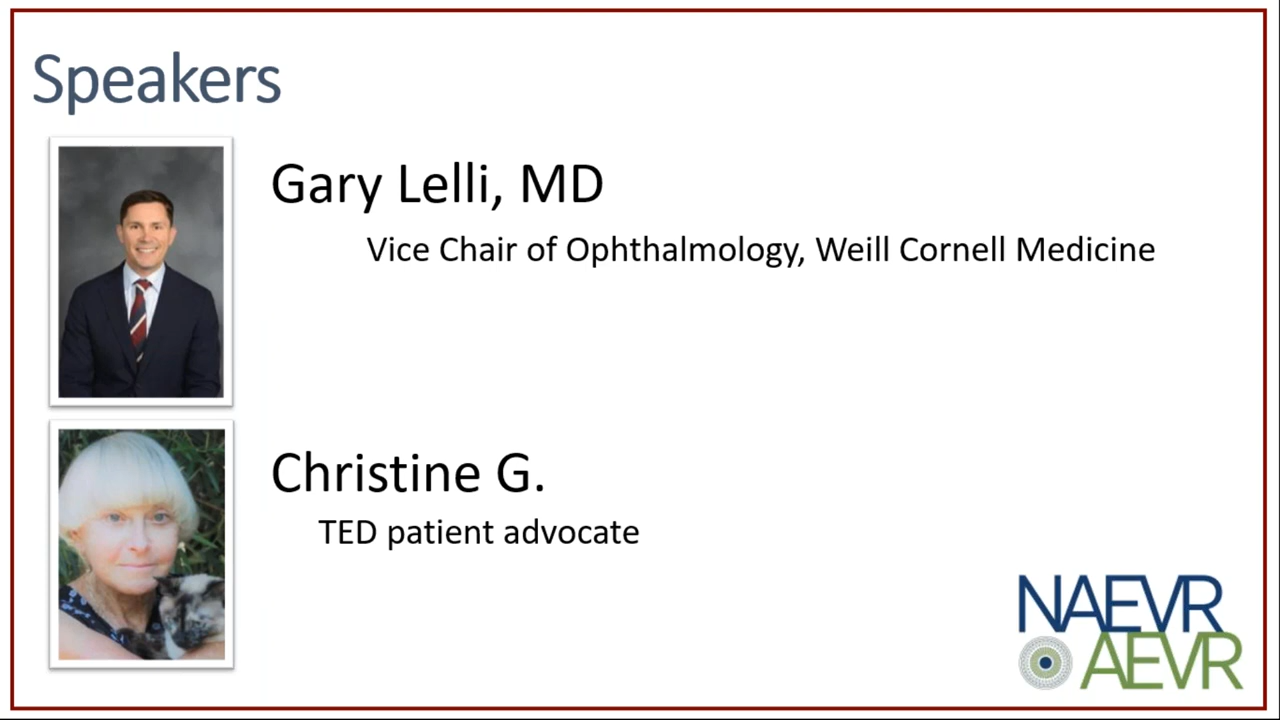 Speakers
Gary Lelli, MD
Vice Chair of Ophthalmology, Weill Cornell Medicine
Christine G.
TED patient advocate
NAEVR
AEVR